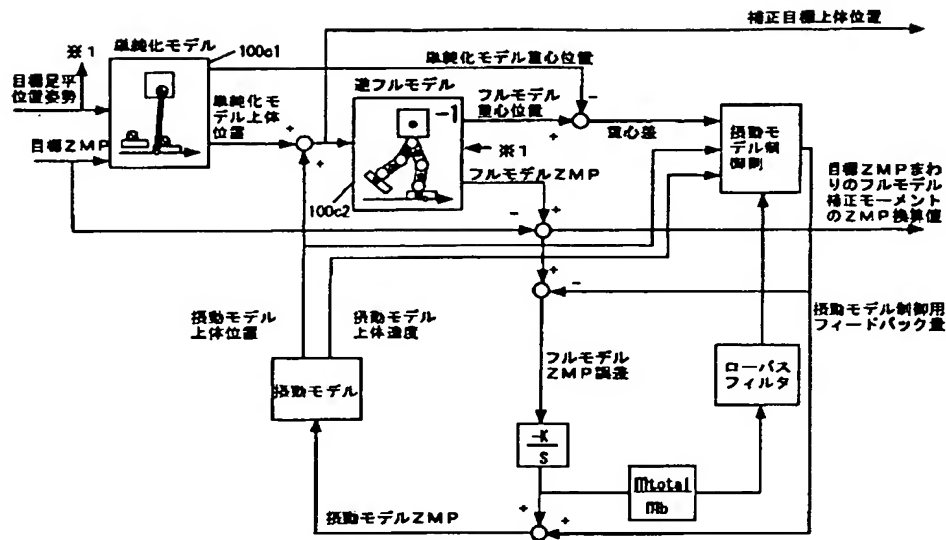 補正目標上体位置
※1
単純化モデル
100c1
単純化モデル重心位置
目標足平
位置姿勢
逆フルモデル
単純化モ
デル上体
位置
-1
フルモデル
重心位置
重心差
摂動モ
デル制
御則
目標ZMP
※1
フルモデルZMP
100c2
目標ZMPまわ
りのフルモデル
補正モーメント
のZMP換算値
摂動モデル
上体位置
摂動モデル
上体速度
摂動モデル制御用
フィードバック量
フルモデル
ZMP誤差
ローパス
フィルタ
摂動モデル
-K
S
mtotal
mb
摂動モデルZMP